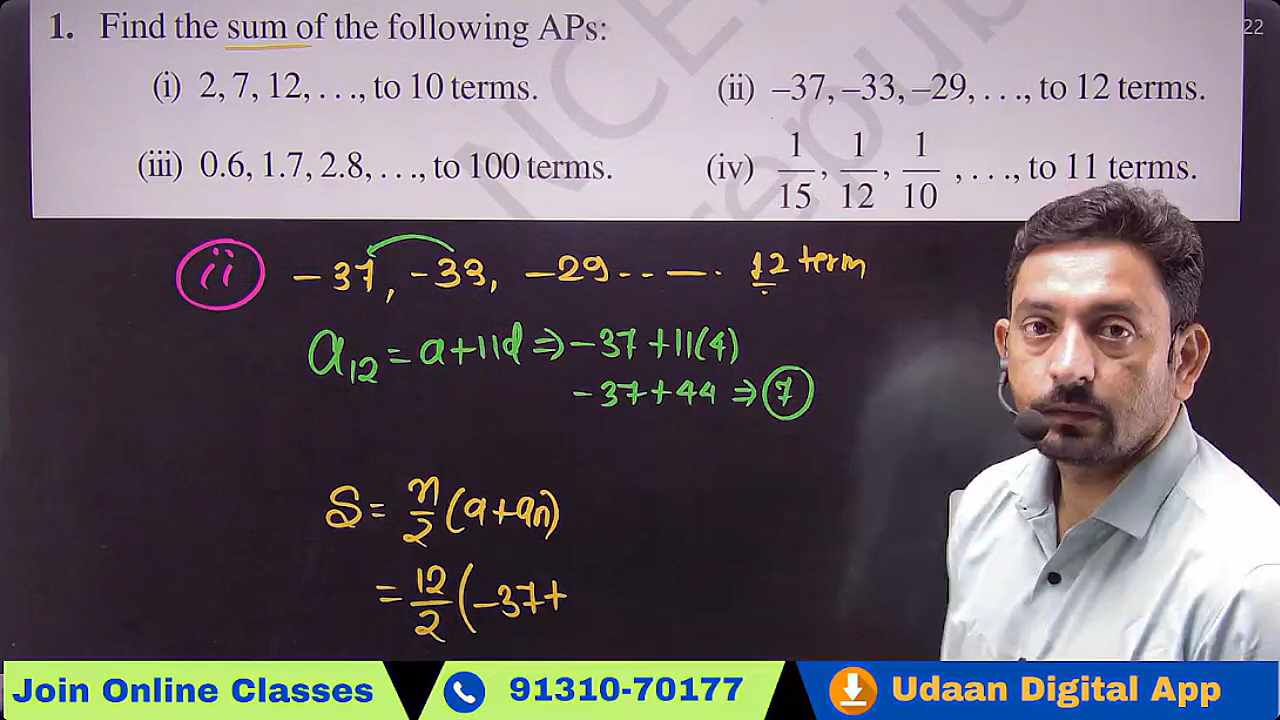 22
1. Find the sum of the following APs:
(i) 2, 7, 12, . . ., to 10 terms.
(ii) –37, –33, –29, . . ., to 12 terms.
(iii) 0.6, 1.7, 2.8, . . ., to 100 terms.
(iv) 1/15, 1/12, 1/10, . . ., to 11 terms.
ii -37, -33, -29 - - - - . 12 term
a12 = a+11d ⇒ -37 +11(4)
-37+44 ⇒ 7
S = n/2 (a+an)
= 12/2 (-37+
Join Online Classes
91310-70177
Udaan Digital App